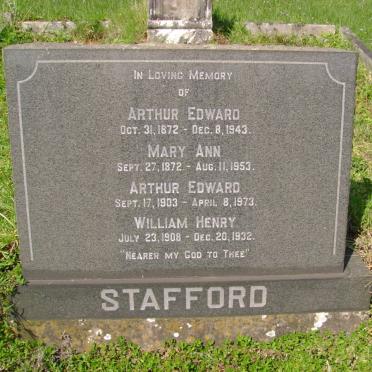 In Loving Memory
of
Arthur Edward
Oct. 31, 1872 - Dec. 8, 1943.
Mary Ann
Sept. 27, 1872 - Aug. 11, 1953.
Arthur Edward
Sept. 17, 1903 - April 8, 1973.
William Henry
July 23, 1908 - Dec. 20, 1932.
"Nearer my God to Thee"
STAFFORD